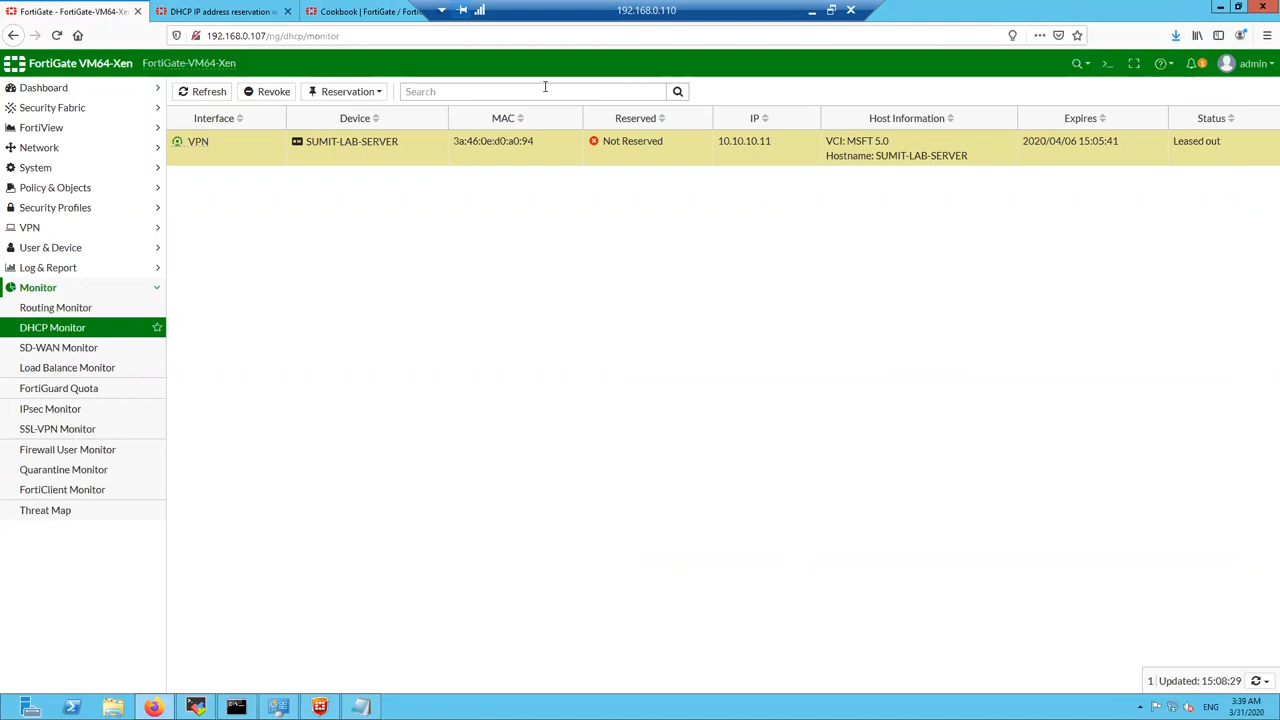 FortiGate - FortiGate-VM64-Xen
DHCP IP address reservation w
Cookbook | FortiGate / Forti
192.168.0.110
192.168.0.107/ng/dhcp/monitor
FortiGate VM64-Xen
FortiGate-VM64-Xen
1
admin
Dashboard
Security Fabric
FortiView
Network
System
Policy & Objects
Security Profiles
VPN
User & Device
Log & Report
Monitor
Routing Monitor
DHCP Monitor
SD-WAN Monitor
Load Balance Monitor
FortiGuard Quota
IPsec Monitor
SSL-VPN Monitor
Firewall User Monitor
Quarantine Monitor
FortiClient Monitor
Threat Map
Refresh Revoke Reservation Search
Interface Device MAC Reserved IP Host Information Expires Status
VPN SUMIT-LAB-SERVER 3a:46:0e:d0:a0:94 Not Reserved 10.10.10.11 VCI: MSFT 5.0 2020/04/06 15:05:41 Leased out
Hostname: SUMIT-LAB-SERVER
1 Updated: 15:08:29
ENG
3:39 AM
3/31/2020